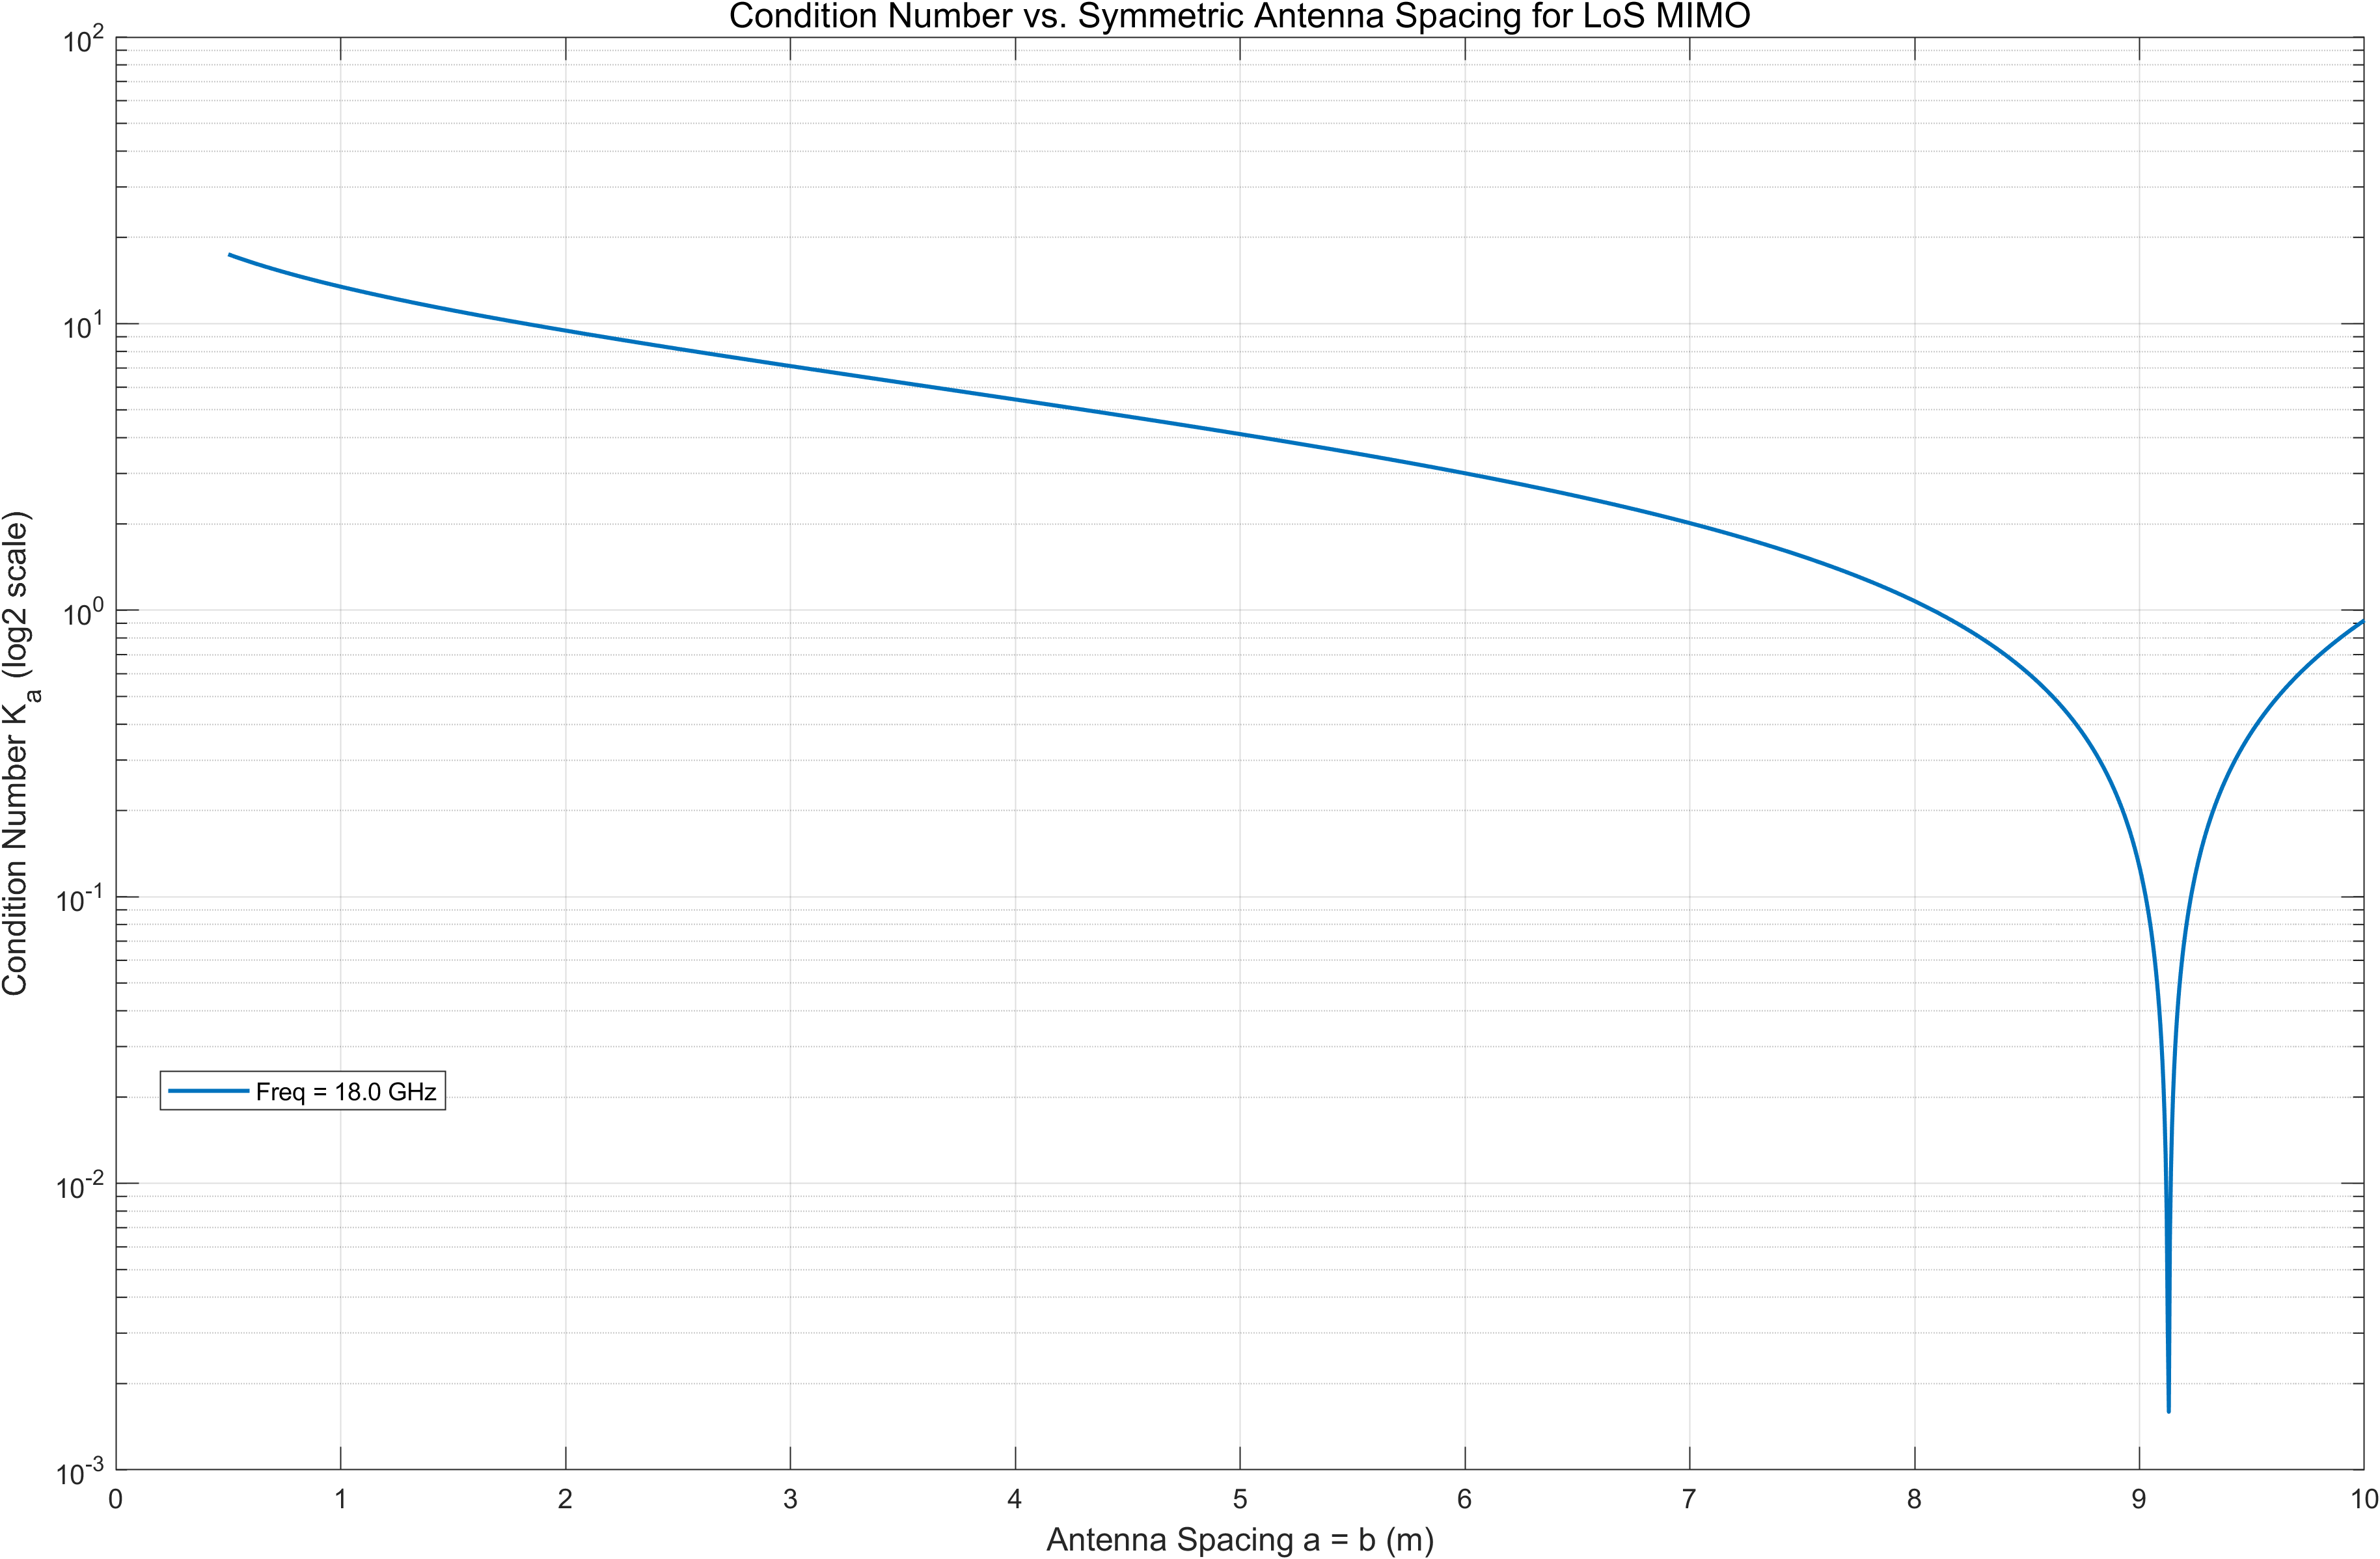 Condition Number vs. Symmetric Antenna Spacing for LoS MIMO
10^2
10^1
10^0
10^-1
10^-2
10^-3
Condition Number K_a (log2 scale)
Freq = 18.0 GHz
0 1 2 3 4 5 6 7 8 9 10
Antenna Spacing a = b (m)